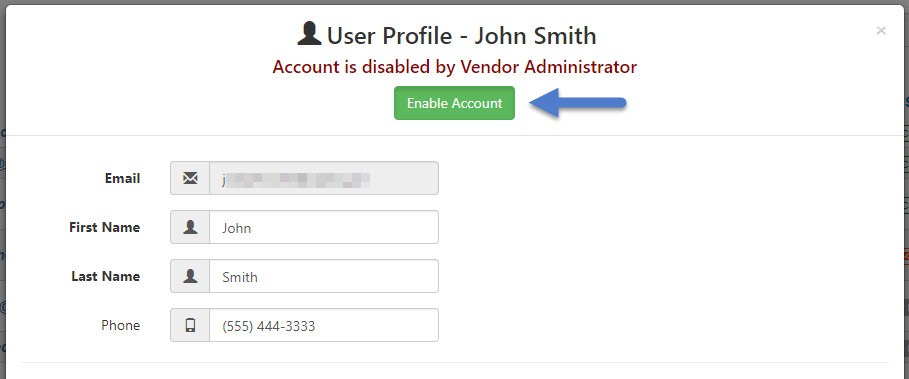 User Profile - John Smith
×
Account is disabled by Vendor Administrator
Enable Account
Email
First Name John
Last Name Smith
Phone (555) 444-3333